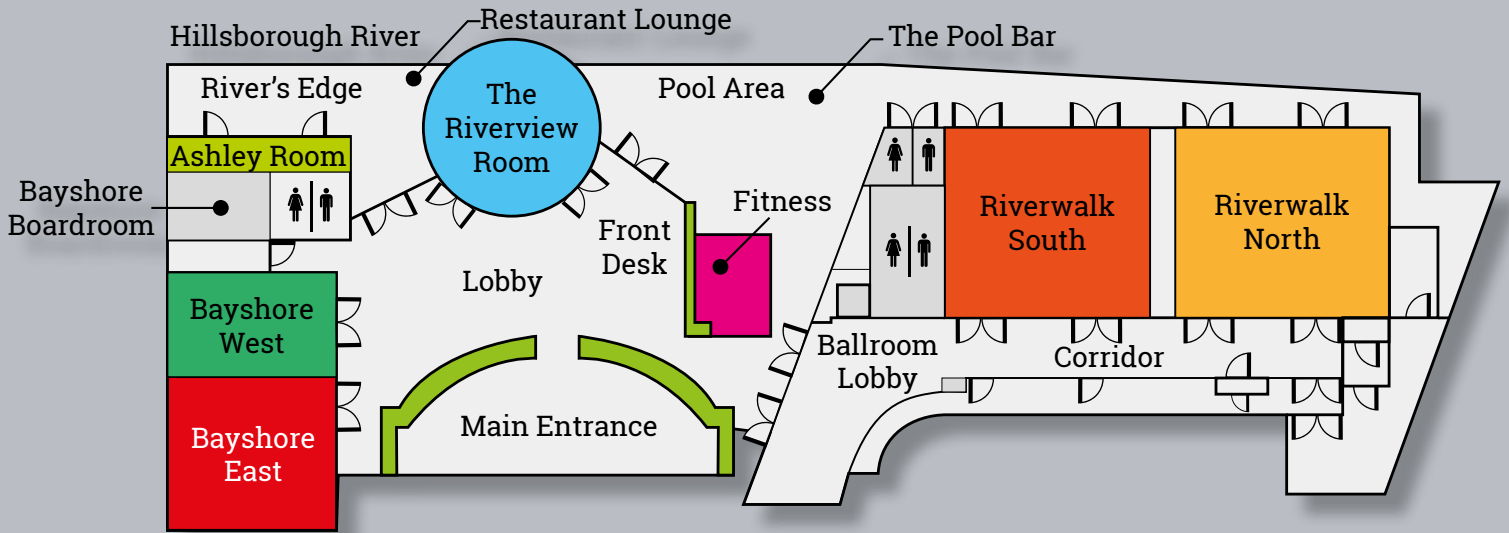 Restaurant Lounge
Hillsborough River
The Pool Bar
River's Edge
Pool Area
The
Riverview
Room
Ashley Room
Bayshore
Boardroom
Fitness
Riverwalk
South
Riverwalk
North
Front
Desk
Lobby
Bayshore
West
Ballroom
Lobby
Corridor
Main Entrance
Bayshore
East